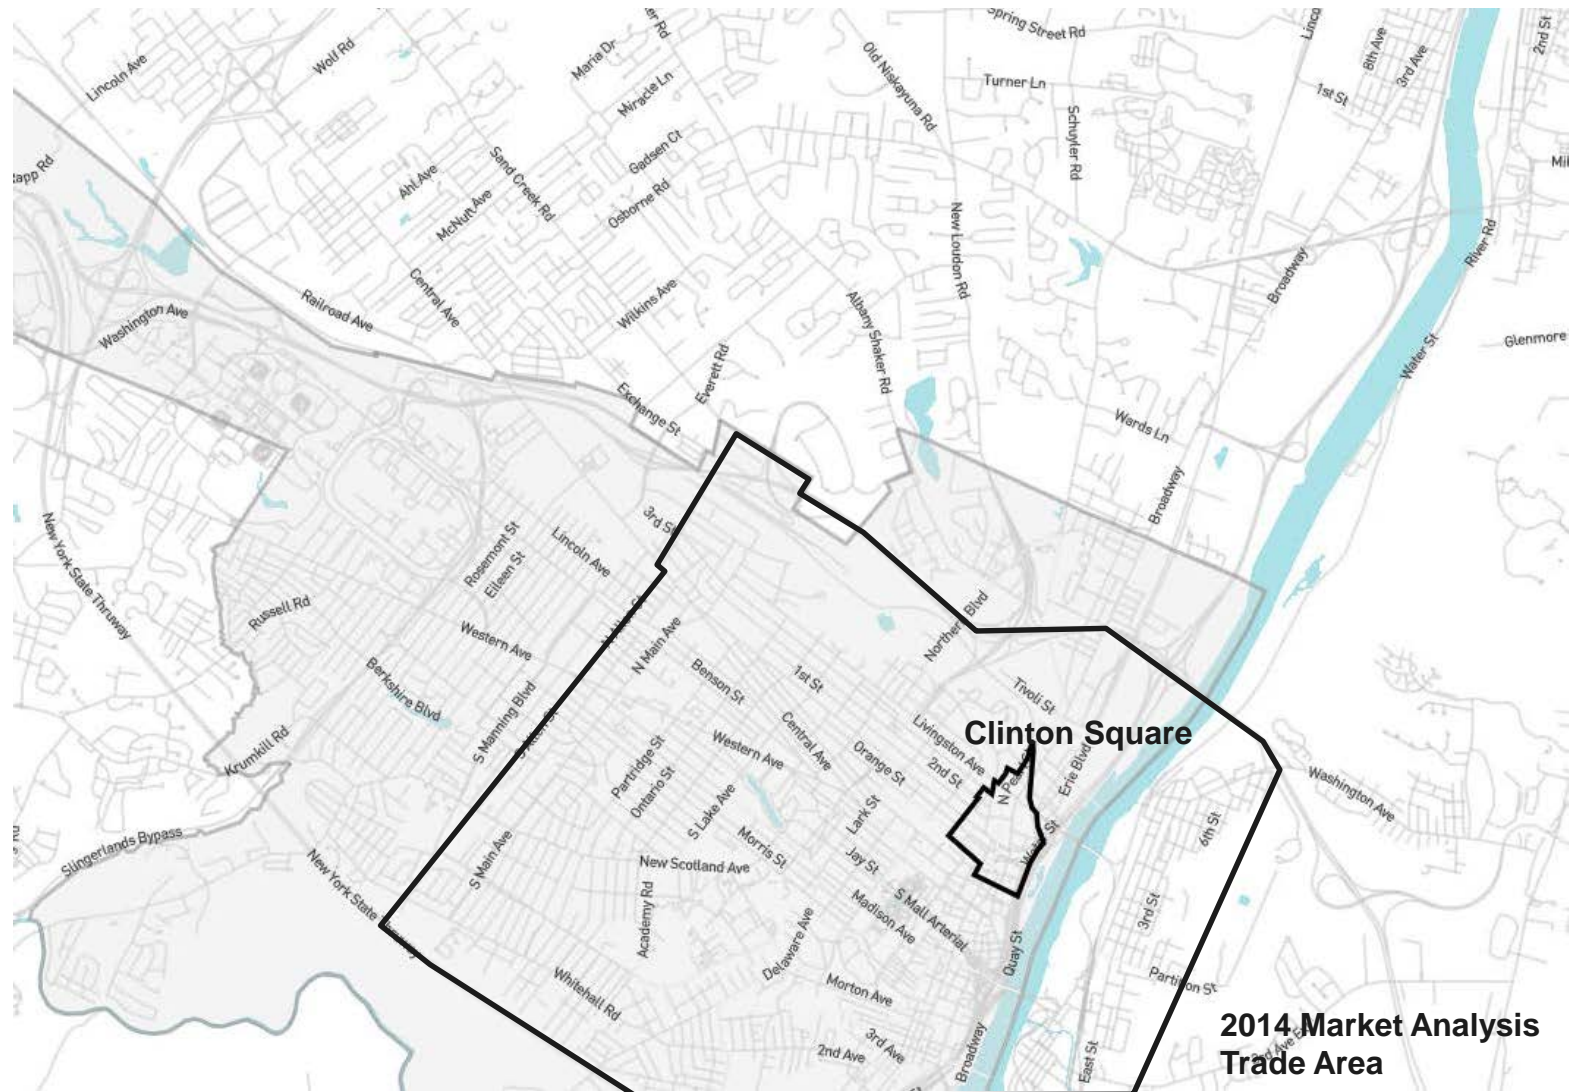 Spring Street Rd
Lincoln Ave
Wolf Rd
Maria Dr
Miracle Ln
Old Niskayuna Rd
Turner Ln
8th Ave
3rd Ave
2nd St
1st St
Schuyler Rd
Gadsen Ct
Osborne Rd
Sand Creek Rd
Ahl Ave
McNutt Ave
New Loudon Rd
River Rd
Broadway
Central Ave
Railroad Ave
Washington Ave
Wilkins Ave
Albany Shaker Rd
Water St
Glenmore
Everett Rd
Exchange St
Wards Ln
Broadway
3rd St
Rosemont St
Eileen St
Lincoln Ave
New York State Thruway
Russell Rd
Western Ave
N Main Ave
Northern Blvd
Berkshire Blvd
Benson St
1st St
Tivoli St
S Manning Blvd
Livingston Ave
Clinton Square
Central Ave
Western Ave
Orange St
2nd St
Erie Blvd
Krumkill Rd
Partridge St
Ontario St
S Lake Ave
Lark St
Washington Ave
6th St
Slingerlands Bypass
S Main Ave
Morris St
Jay St
New Scotland Ave
Academy Rd
S Mall Arterial
Madison Ave
3rd St
Delaware Ave
Quay St
Whitehall Rd
Morton Ave
Partition St
3rd Ave
2nd Ave
Broadway
East St
2014 Market Analysis
Trade Area